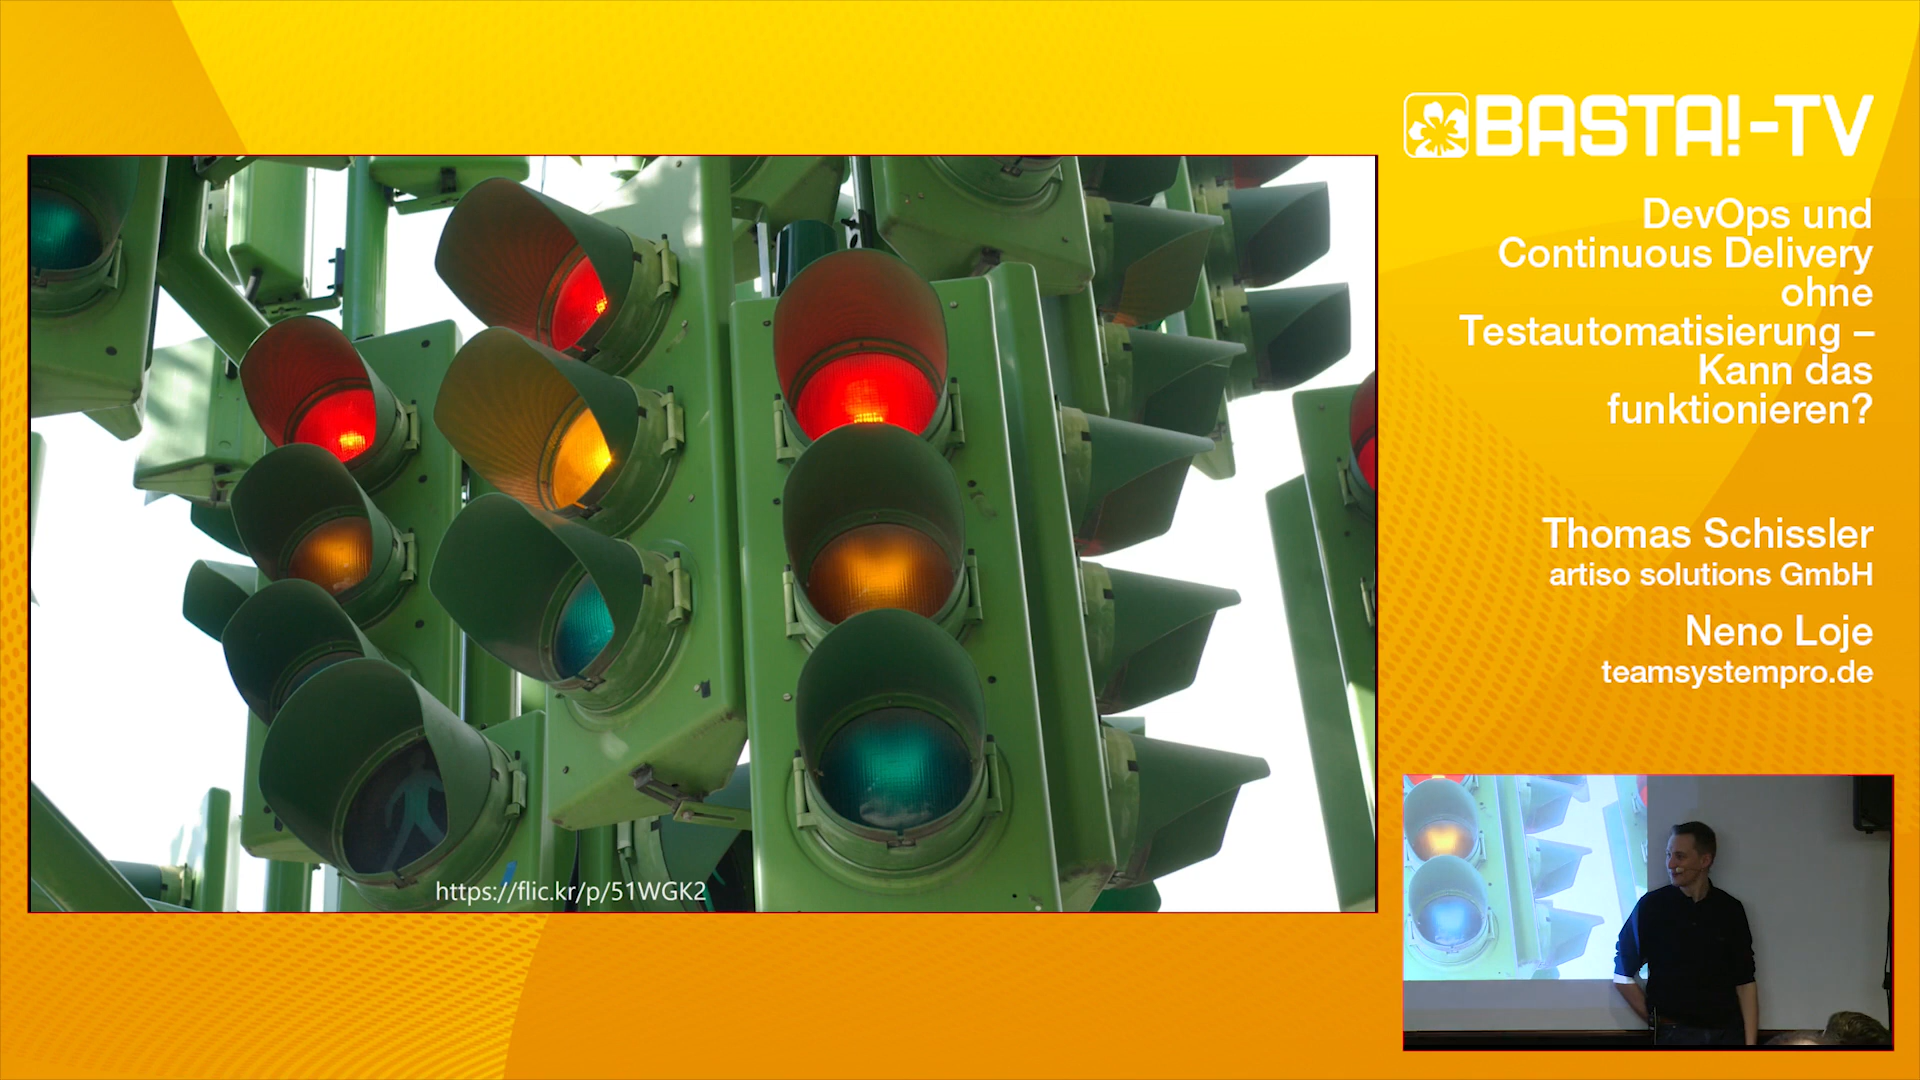 BASTA!-TV
DevOps und
Continuous Delivery
ohne
Testautomatisierung –
Kann das
funktionieren?
Thomas Schissler
artiso solutions GmbH
Neno Loje
teamsystempro.de
https://flic.kr/p/51WGK2